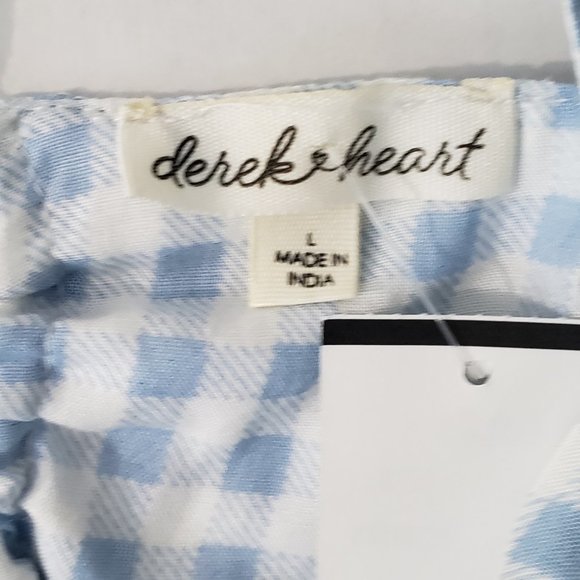 derek heart
L
MADE IN
INDIA